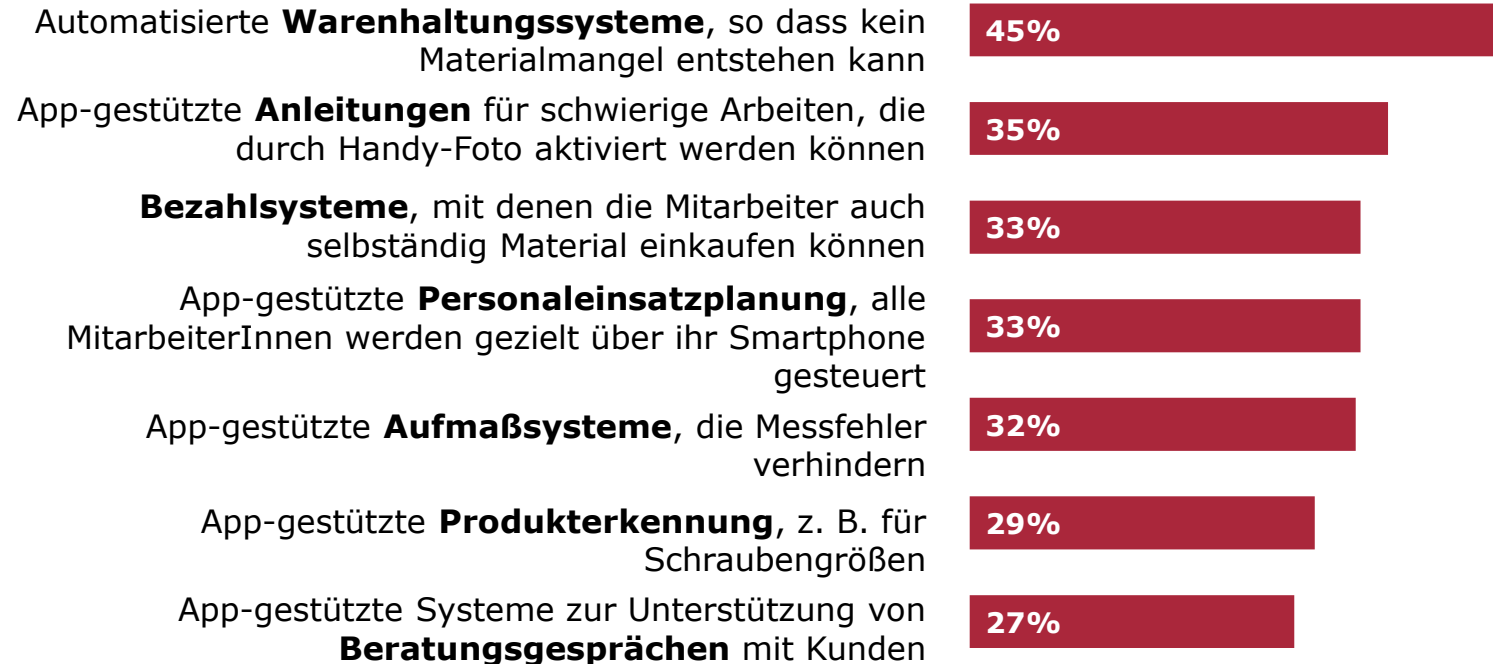 Automatisierte Warenhaltungssysteme, so dass kein
Materialmangel entstehen kann
45%
App-gestützte Anleitungen für schwierige Arbeiten, die
durch Handy-Foto aktiviert werden können
35%
Bezahlsysteme, mit denen die Mitarbeiter auch
selbständig Material einkaufen können
33%
App-gestützte Personaleinsatzplanung, alle
MitarbeiterInnen werden gezielt über ihr Smartphone
gesteuert
33%
App-gestützte Aufmaßsysteme, die Messfehler
verhindern
32%
App-gestützte Produkterkennung, z. B. für
Schraubengrößen
29%
App-gestützte Systeme zur Unterstützung von
Beratungsgesprächen mit Kunden
27%